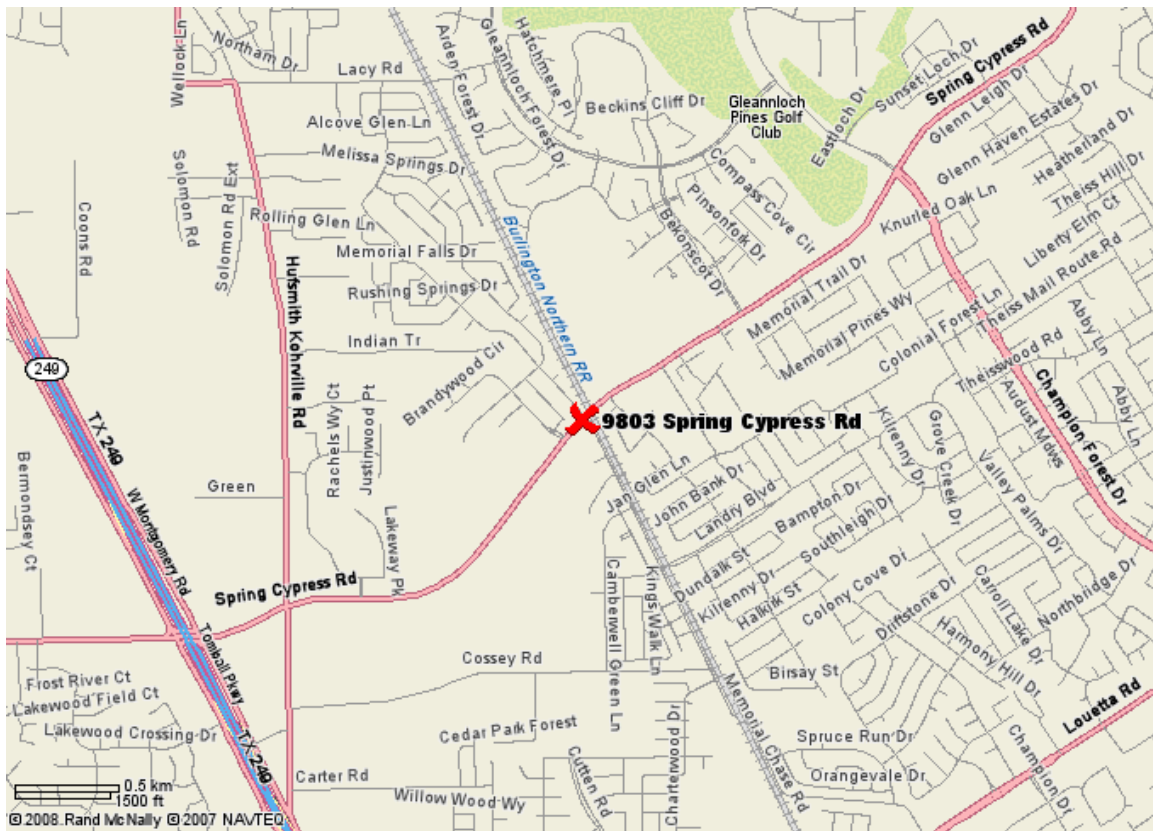 Wellock Ln
Northam Dr
Lacy Rd
Arden Forest Dr
Gleannloch Forest Dr
Hatchmere Pl
Beckins Cliff Dr
Gleannloch
Pines Golf
Club
Eastloch Dr
Sunset Loch Dr
Spring Cypress Rd
Glenn Leigh Dr
Glenn Haven Estates Dr
Heatherland Dr
Theiss Hill Dr
Liberty Elm Ct
Theiss Mail Route Rd
Knurled Oak Ln
Alcove Glen Ln
Melissa Springs Dr
Solomon Rd
Solomon Rd Ext
Rolling Glen Ln
Coons Rd
Memorial Falls Dr
Rushing Springs Dr
Hufsmith Kohrville Rd
Burlington Northern RR
Compass Cove Cir
Pinsonfork Dr
Bekonscot Dr
Memorial Trail Dr
Memorial Pines Wy
Colonial Forest Ln
Theisswood Rd
Abby Ln
Abby Ln
Indian Tr
Brandywood Cir
249
TX 249
Rachels Wy Ct
Justinwood Pt
9803 Spring Cypress Rd
Kilrenny Dr
Grove Creek Dr
August Mdws
Champion Forest Dr
Valley Palms Dr
Bermondsey Ct
Green
W Montgomery Rd
Lakeway Pk
Jan Glen Ln
John Bank Dr
Landry Blvd
Bampton Dr
Southleigh Dr
Spring Cypress Rd
Camberwell Green Ln
Kings Walk Ln
Dundalk St
Kilrenny Dr
Halkirk St
Colony Cove Dr
Driftstone Dr
Carroll Lake Dr
Northbridge Dr
Harmony Hill Dr
Tomball Pkwy
Cossey Rd
Birsay St
Louetta Rd
Frost River Ct
Lakewood Field Ct
Lakewood Crossing Dr
TX 249
Cedar Park Forest
Memorial Chase Rd
Charterwood Dr
Spruce Run Dr
Champion Dr
Orangevale Dr
Carter Rd
Willow Wood Wy
Cutten Rd
0.5 km
1500 ft
© 2008 Rand McNally © 2007 NAVTEQ